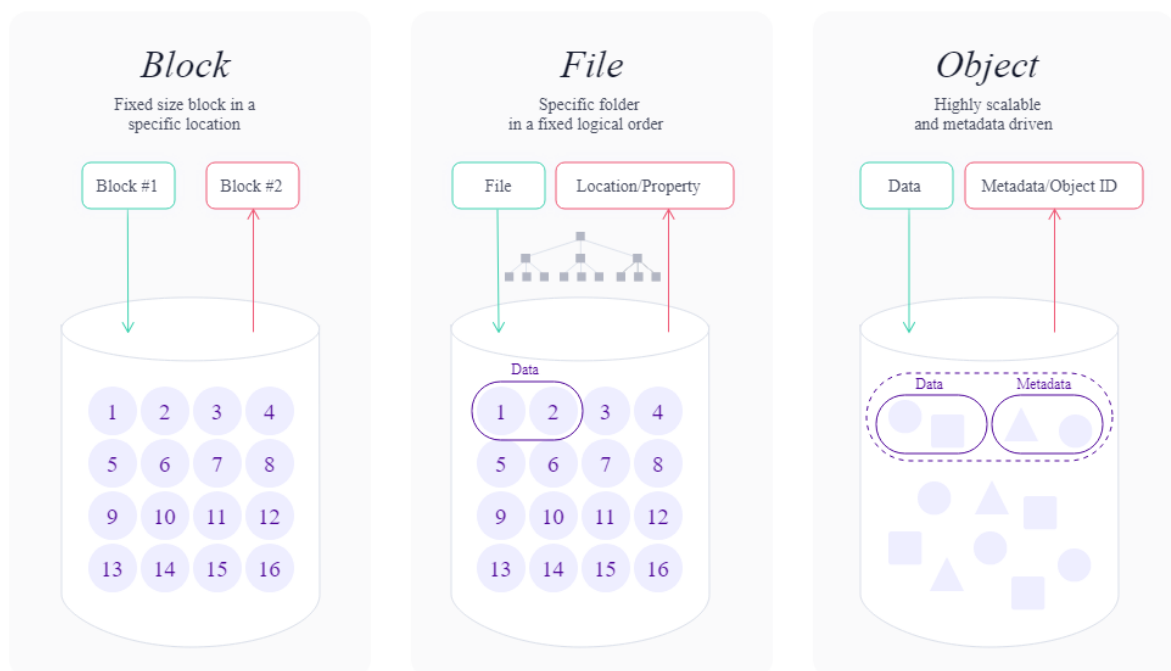 Block
Fixed size block in a
specific location
Block #1
Block #2
1 2 3 4
5 6 7 8
9 10 11 12
13 14 15 16
File
Specific folder
in a fixed logical order
File
Location/Property
Data
1 2 3 4
5 6 7 8
9 10 11 12
13 14 15 16
Object
Highly scalable
and metadata driven
Data
Metadata/Object ID
Data
Metadata